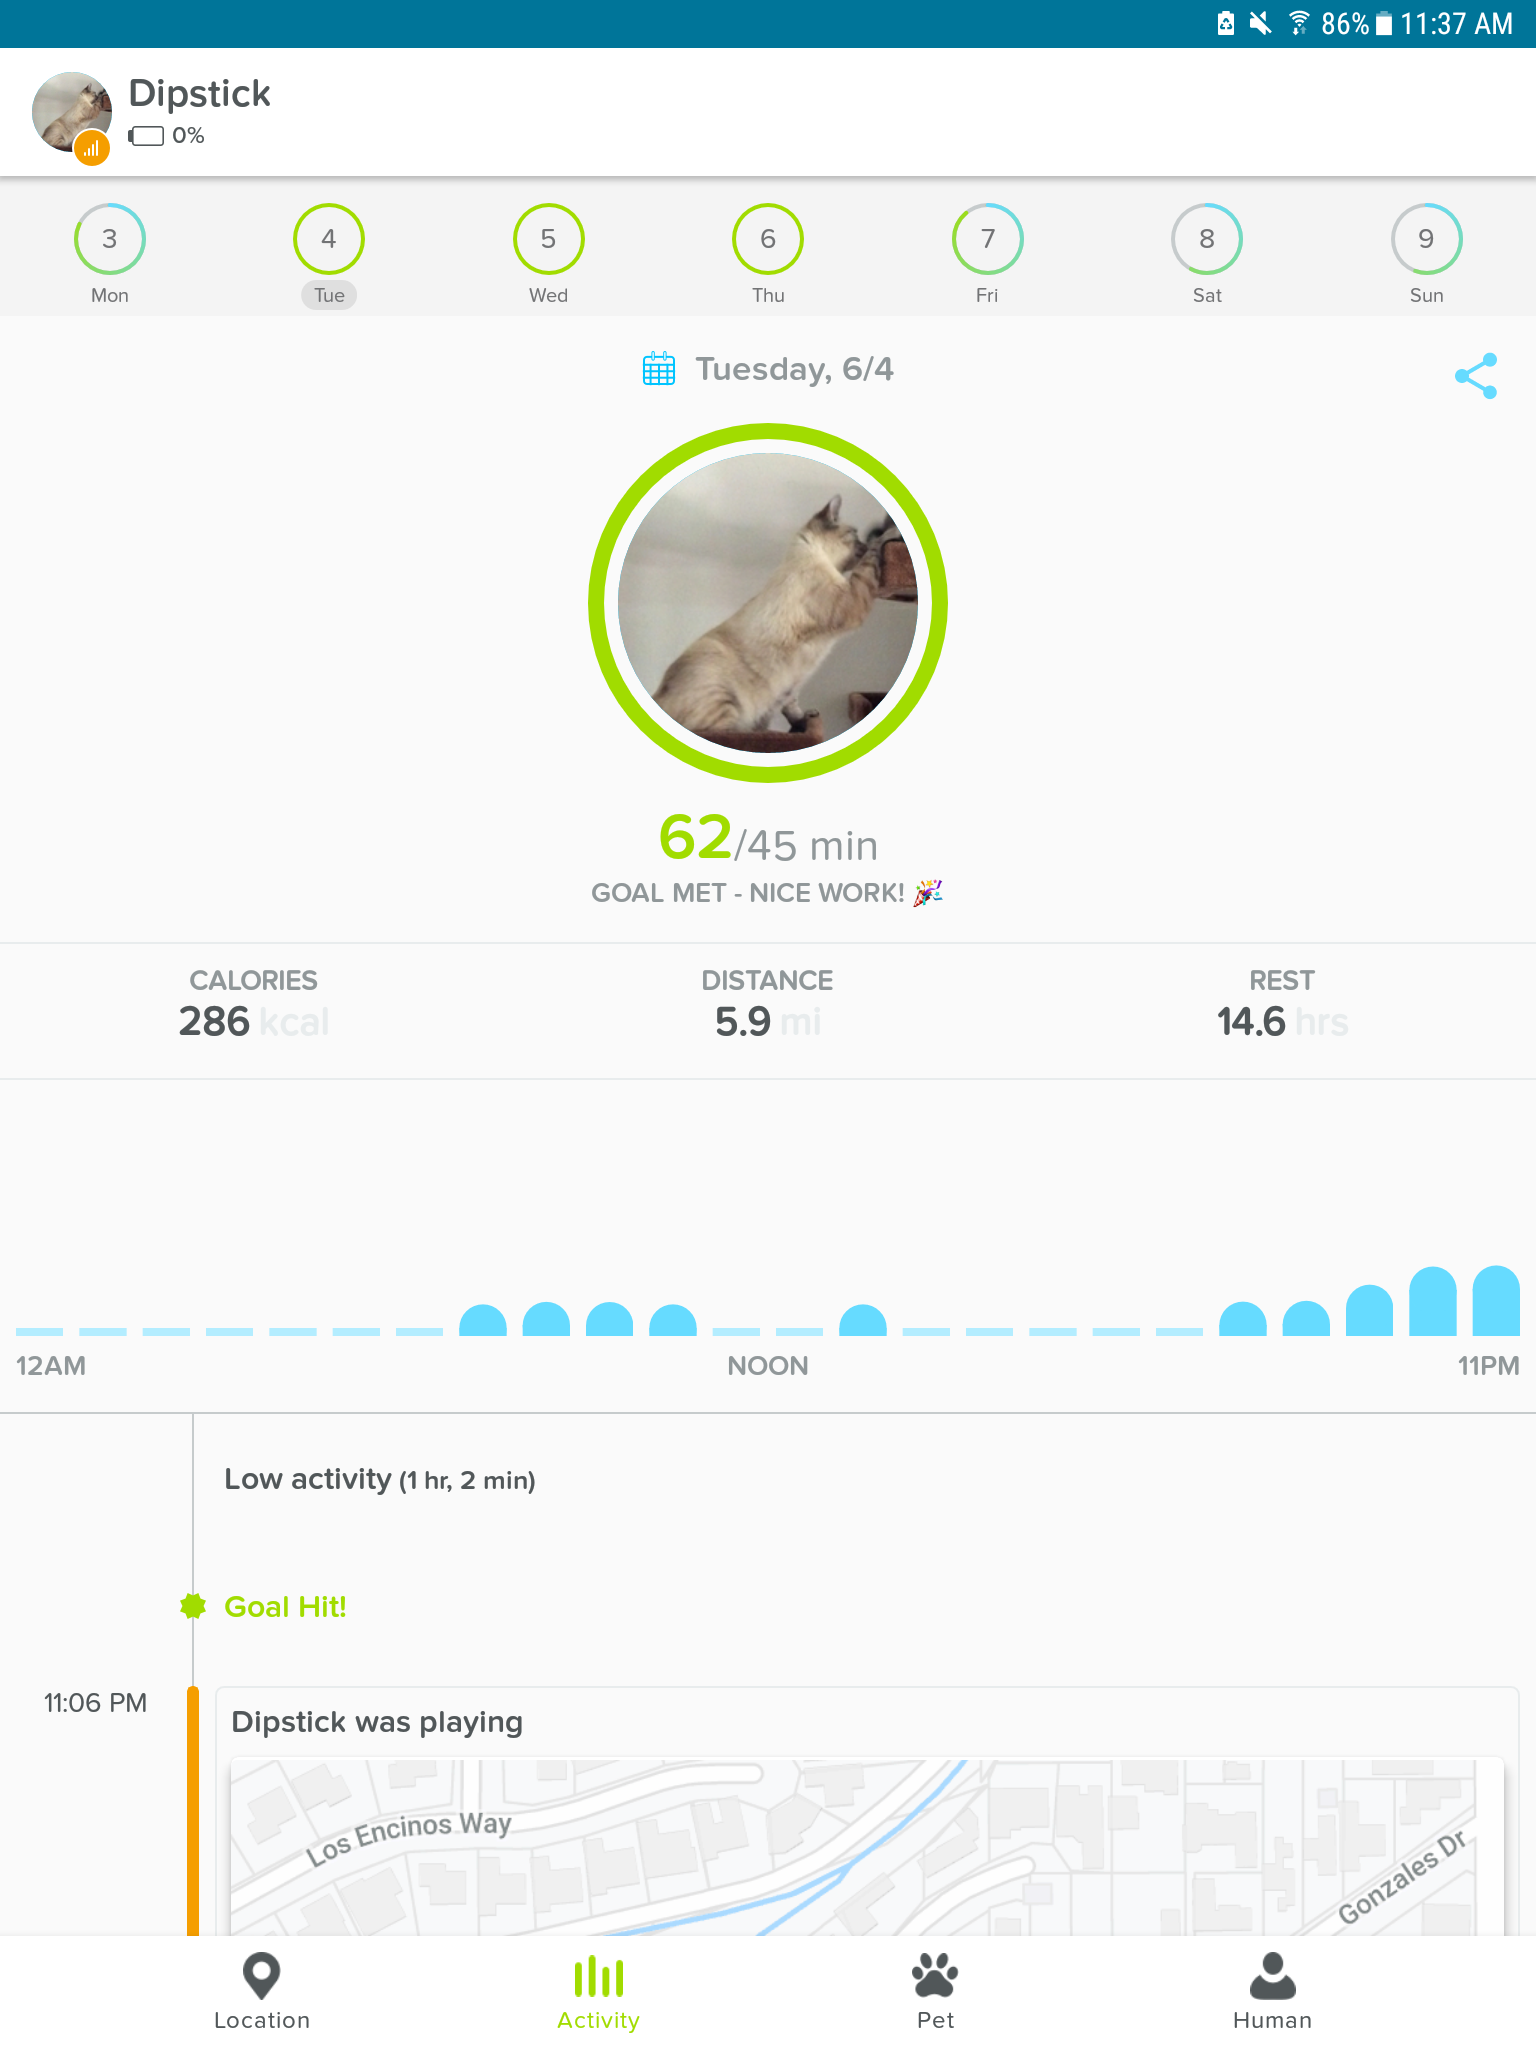 86% 11:37 AM
Dipstick
0%
3 4 5 6 7 8 9
Mon Tue Wed Thu Fri Sat Sun
Tuesday, 6/4
62/45 min
GOAL MET - NICE WORK! 🎉
CALORIES DISTANCE REST
286 kcal 5.9 mi 14.6 hrs
12AM NOON 11PM
Low activity (1 hr, 2 min)
Goal Hit!
11:06 PM
Dipstick was playing
Los Encinos Way
Gonzales Dr
Location Activity Pet Human